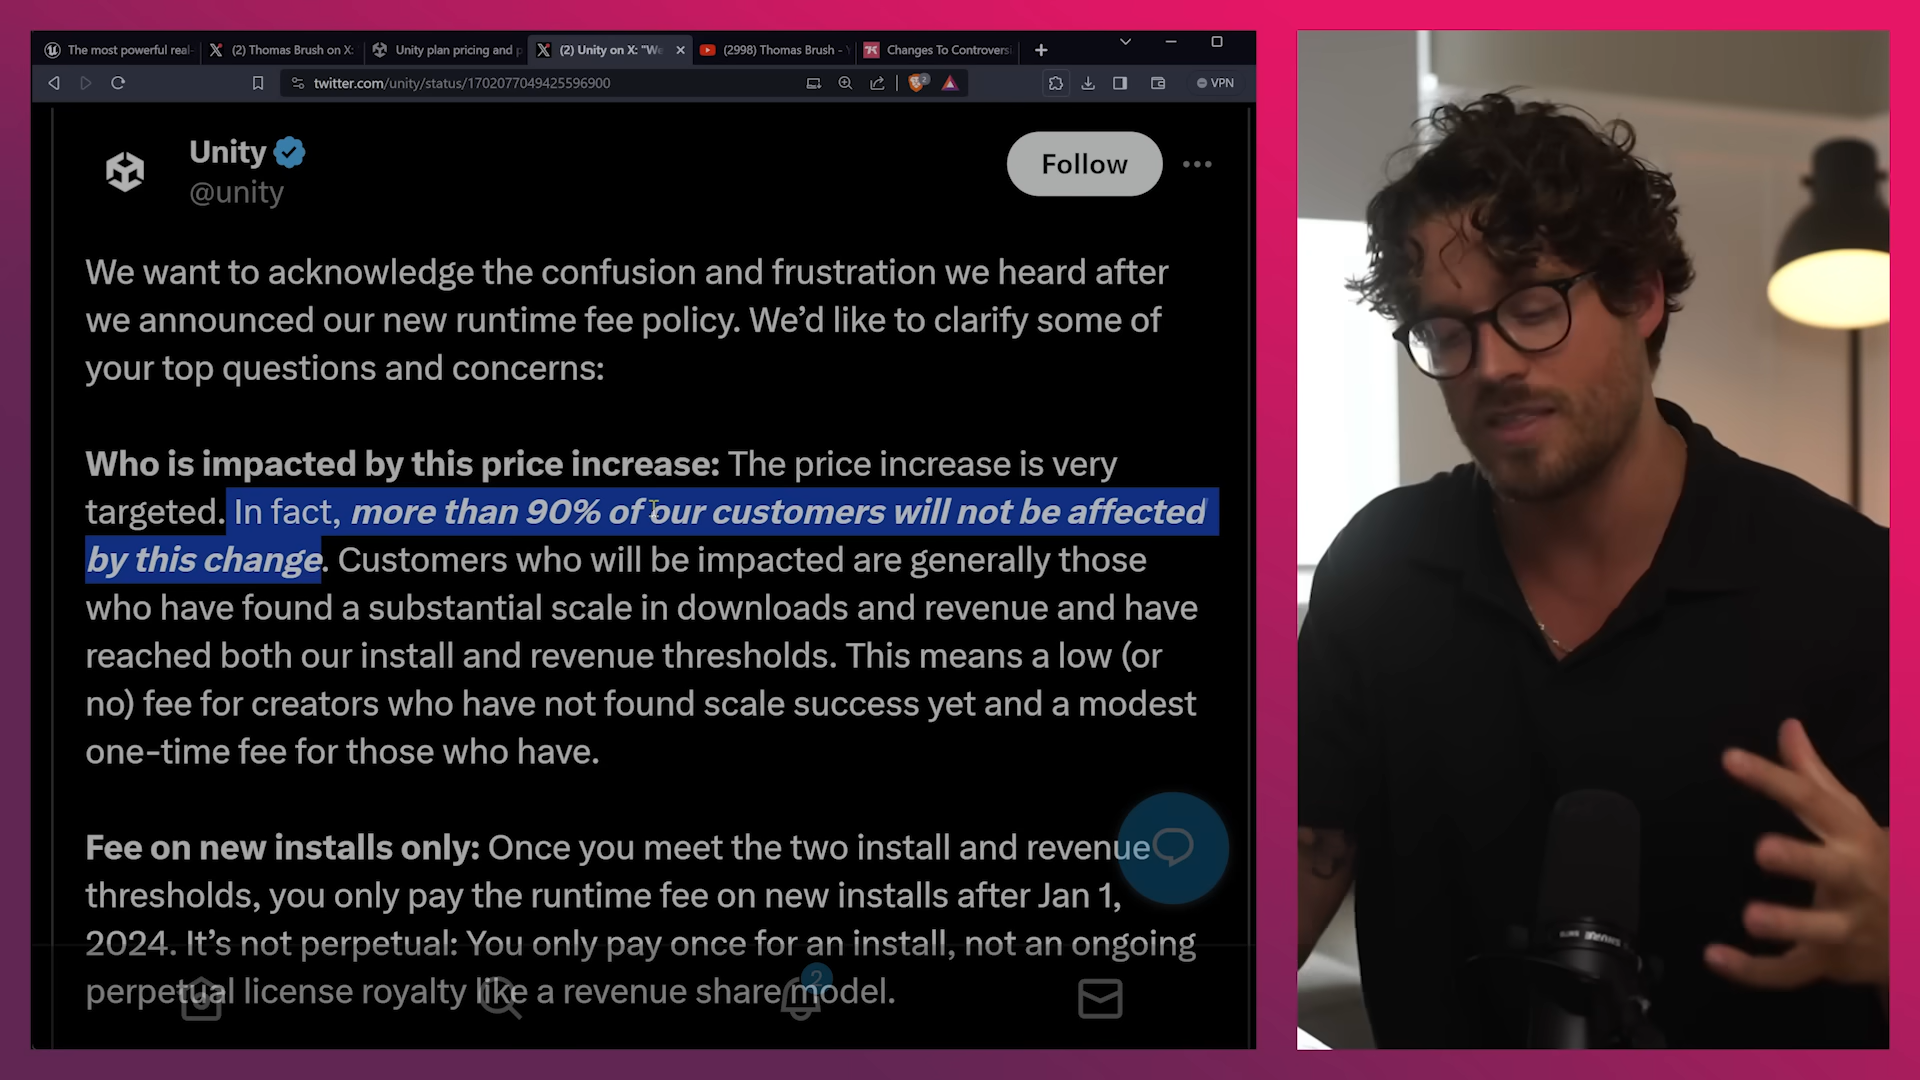 The most powerful real-
(2) Thomas Brush on X:
Unity plan pricing and p
(2) Unity on X: "We
(2998) Thomas Brush - Y
Changes To Controversi
twitter.com/unity/status/1702077049425596900
2
VPN
Unity
@unity
Follow
We want to acknowledge the confusion and frustration we heard after
we announced our new runtime fee policy. We’d like to clarify some of
your top questions and concerns:
Who is impacted by this price increase: The price increase is very
targeted. In fact, more than 90% of our customers will not be affected
by this change. Customers who will be impacted are generally those
who have found a substantial scale in downloads and revenue and have
reached both our install and revenue thresholds. This means a low (or
no) fee for creators who have not found scale success yet and a modest
one-time fee for those who have.
Fee on new installs only: Once you meet the two install and revenue
thresholds, you only pay the runtime fee on new installs after Jan 1,
2024. It’s not perpetual: You only pay once for an install, not an ongoing
perpetual license royalty like a revenue share model.
2
SHURE